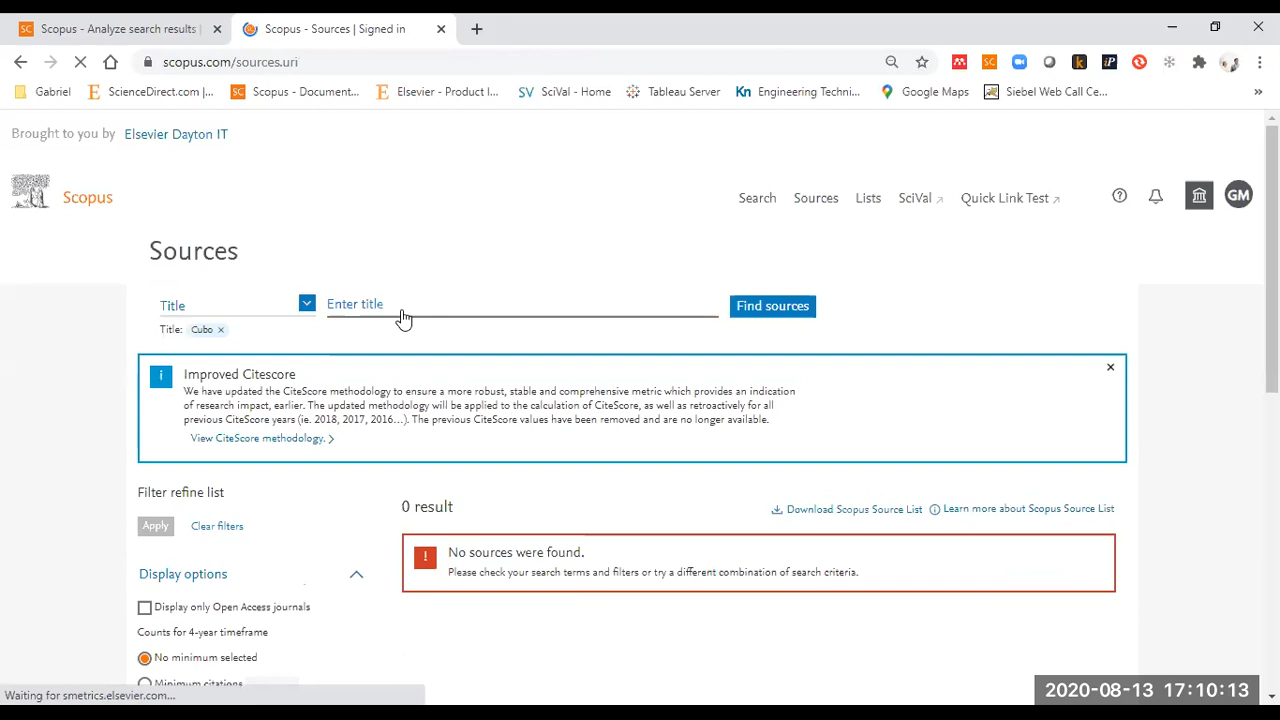 SC Scopus - Analyze search results |
Scopus - Sources | Signed in
scopus.com/sources.uri
Gabriel
ScienceDirect.com |...
Scopus - Document...
Elsevier - Product I...
SciVal - Home
Tableau Server
Kn Engineering Techni...
Google Maps
Siebel Web Call Ce...
Brought to you by Elsevier Dayton IT
Scopus
Search
Sources
Lists
SciVal
Quick Link Test
GM
Sources
Title
Enter title
Find sources
Title: Cubo
Improved Citescore
We have updated the CiteScore methodology to ensure a more robust, stable and comprehensive metric which provides an indication
of research impact, earlier. The updated methodology will be applied to the calculation of CiteScore, as well as retroactively for all
previous CiteScore years (ie. 2018, 2017, 2016...). The previous CiteScore values have been removed and are no longer available.
View CiteScore methodology.
Filter refine list
Apply
Clear filters
0 result
Download Scopus Source List
Learn more about Scopus Source List
No sources were found.
Please check your search terms and filters or try a different combination of search criteria.
Display options
Display only Open Access journals
Counts for 4-year timeframe
No minimum selected
Minimum citations
Waiting for smetrics.elsevier.com...
2020-08-13 17:10:13